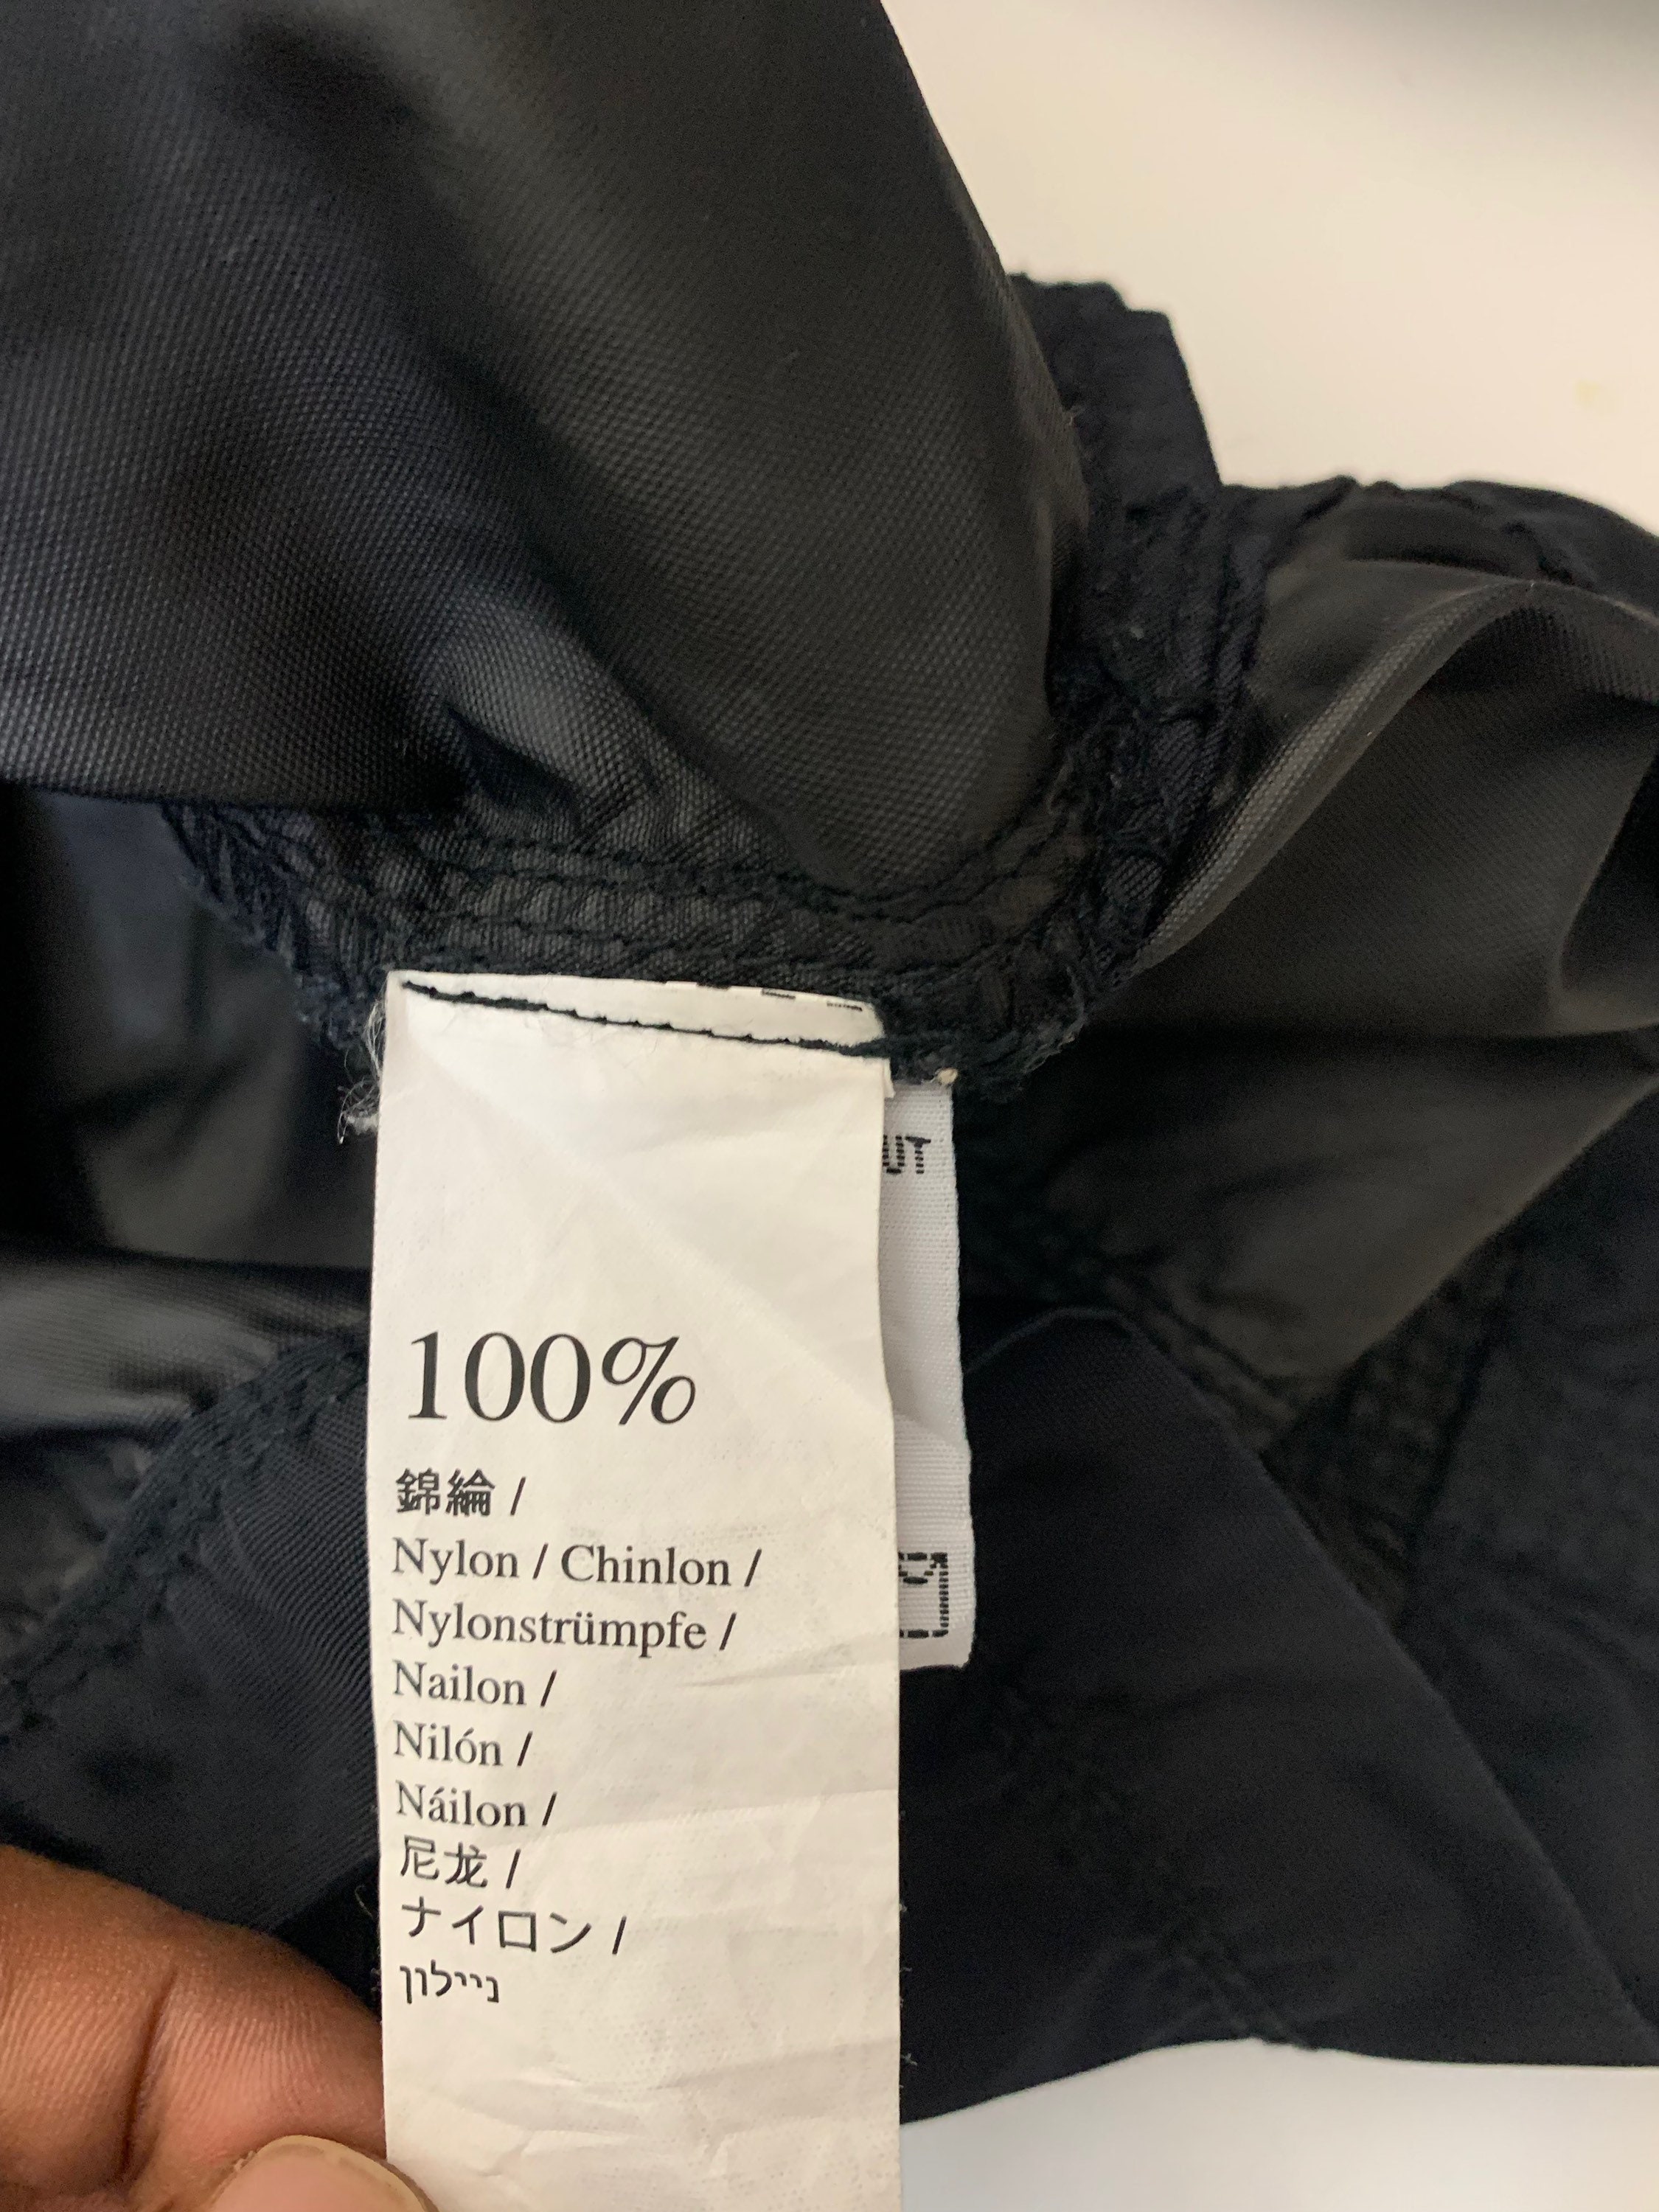 100%
錦綸 /
Nylon / Chinlon /
Nylonstrümpfe /
Nailon /
Nilón /
Náilon /
尼龙 /
ナイロン /
ניילון